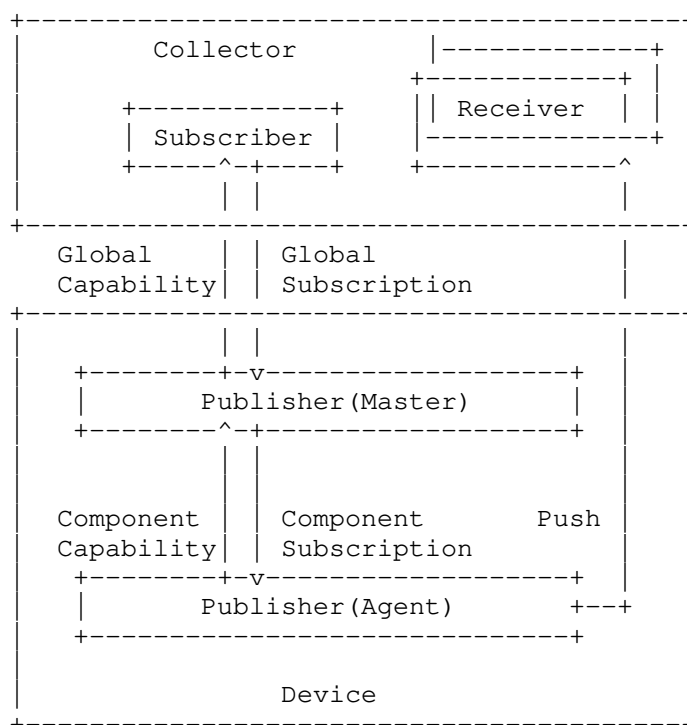 Collector
Receiver
Subscriber
Global Global
Capability Subscription
Publisher(Master)
Component Component Push
Capability Subscription
Publisher(Agent)
Device